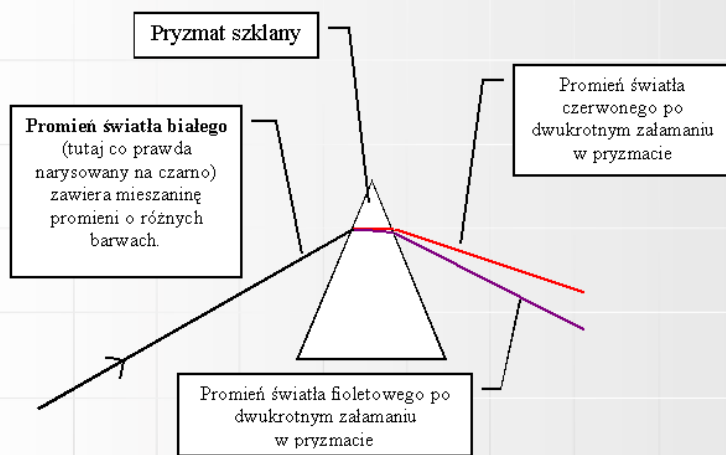 Pryzmat szklany
Promień światła białego
(tutaj co prawda
narysowany na czarno)
zawiera mieszaninę
promieni o różnych
barwach.
Promień światła
czerwonego po
dwukrotnym załamaniu
w pryzmacie
Promień światła fioletowego po
dwukrotnym załamaniu
w pryzmacie